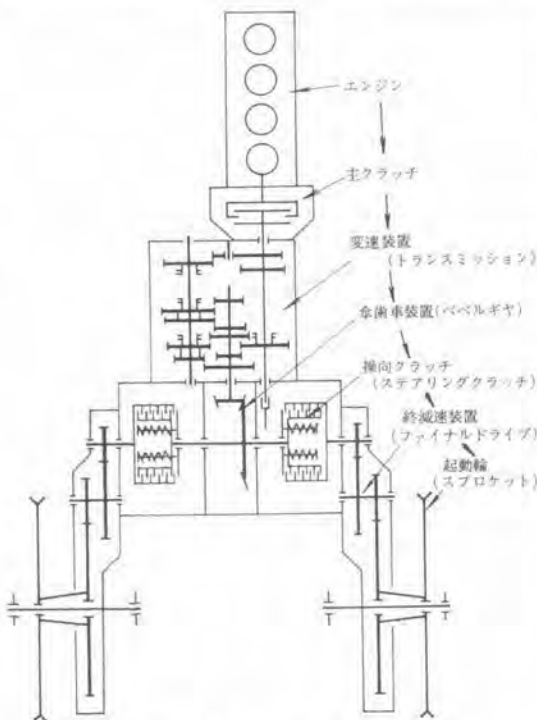 エンジン
主クラッチ
変速装置
(トランスミッション)
傘歯車装置(ベベルギヤ)
操向クラッチ
(ステアリングクラッチ)
終減速装置
(ファイナルドライブ)
起動輪
(スプロケット)